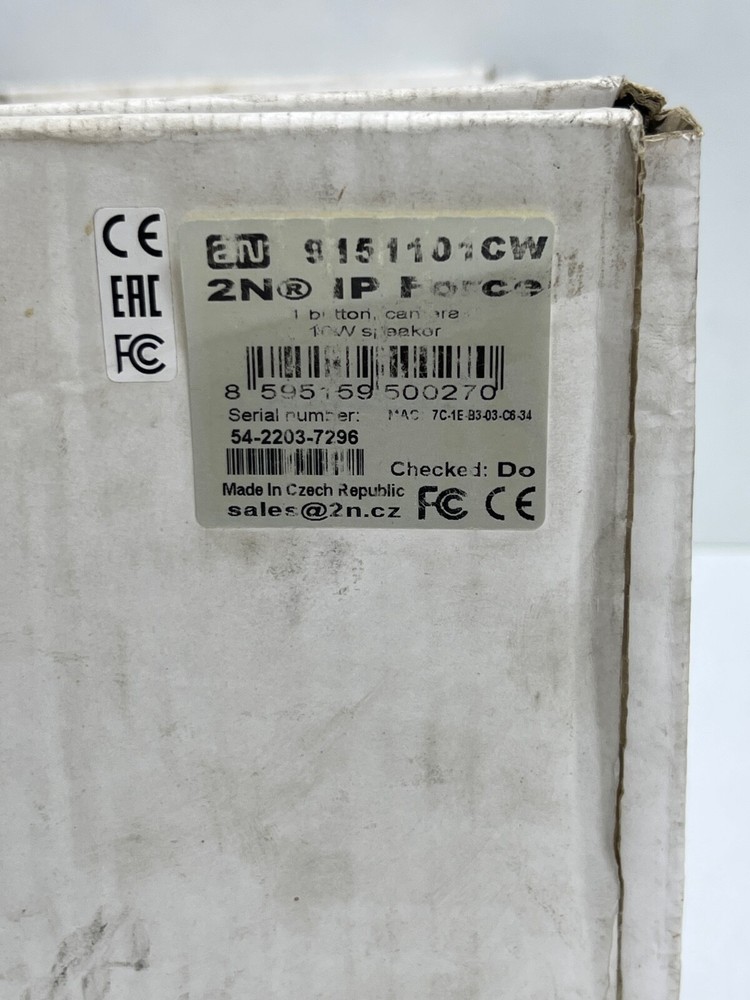 CE
EAC
FC
2N 9151101CW
2N® IP Force
1 button, camera
10W speaker
8 595159 500270
Serial number: MAC: 7C-1E-B3-03-C6-34
54-2203-7296
Checked: Do
Made In Czech Republic
sales@2n.cz FC CE